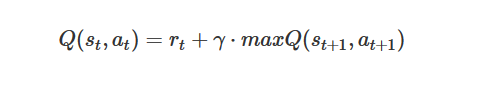 Q(s_t, a_t) = r_t + γ · maxQ(s_{t+1}, a_{t+1})